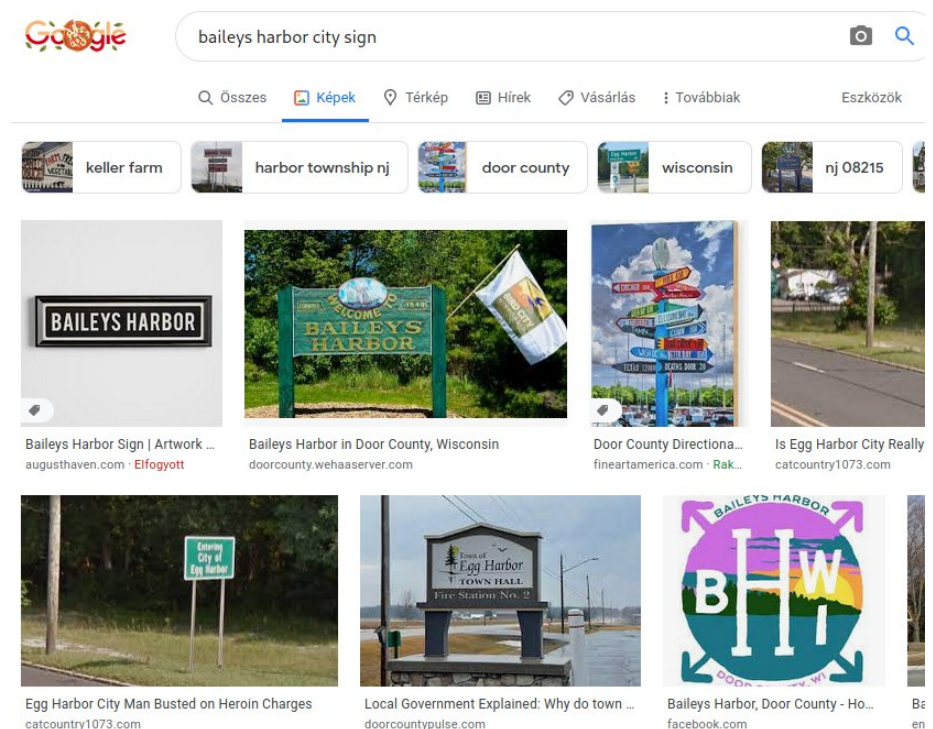 Google
baileys harbor city sign
Összes
Képek
Térkép
Hírek
Vásárlás
Továbbiak
Eszközök
keller farm
harbor township nj
door county
wisconsin
nj 08215
BAILEYS HARBOR
WELCOME
BAILEYS
HARBOR
Baileys Harbor Sign | Artwork ...
augusthaven.com · Elfogyott
Baileys Harbor in Door County, Wisconsin
doorcounty.wehaaserver.com
Door County Directiona...
fineartamerica.com · Rak...
Is Egg Harbor City Really
catcountry1073.com
Entering
City of
Egg Harbor
Town of
Egg Harbor
TOWN HALL
Fire Station No. 2
BAILEYS HARBOR
B H W I
DOOR COUNTY, WI
Egg Harbor City Man Busted on Heroin Charges
catcountry1073.com
Local Government Explained: Why do town ...
doorcountypulse.com
Baileys Harbor, Door County - Ho...
facebook.com
Ba
en